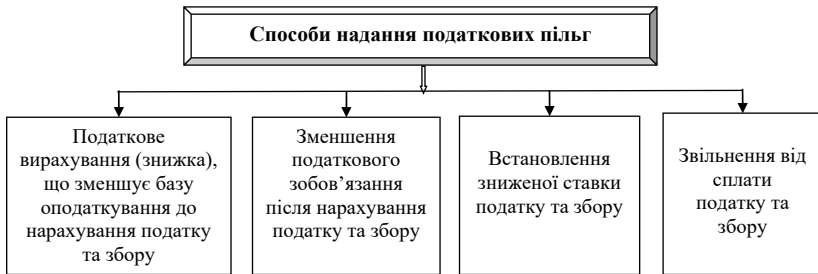 Способи надання податкових пільг
Податкове
вирахування (знижка),
що зменшує базу
оподаткування до
нарахування податку
та збору
Зменшення
податкового
зобов’язання
після нарахування
податку та збору
Встановлення
зниженої ставки
податку та збору
Звільнення від
сплати
податку та
збору